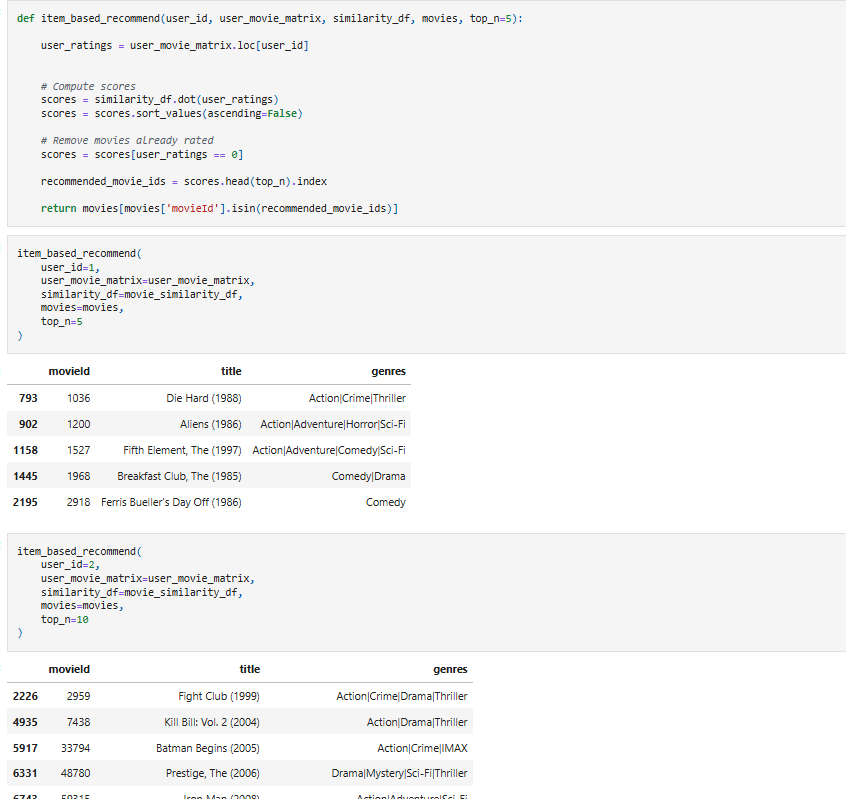 def item_based_recommend(user_id, user_movie_matrix, similarity_df, movies, top_n=5):
user_ratings = user_movie_matrix.loc[user_id]
# Compute scores
scores = similarity_df.dot(user_ratings)
scores = scores.sort_values(ascending=False)
# Remove movies already rated
scores = scores[user_ratings == 0]
recommended_movie_ids = scores.head(top_n).index
return movies[movies['movieId'].isin(recommended_movie_ids)]
item_based_recommend(
user_id=1,
user_movie_matrix=user_movie_matrix,
similarity_df=movie_similarity_df,
movies=movies,
top_n=5
)
movieId title genres
793 1036 Die Hard (1988) Action|Crime|Thriller
902 1200 Aliens (1986) Action|Adventure|Horror|Sci-Fi
1158 1527 Fifth Element, The (1997) Action|Adventure|Comedy|Sci-Fi
1445 1968 Breakfast Club, The (1985) Comedy|Drama
2195 2918 Ferris Bueller's Day Off (1986) Comedy
item_based_recommend(
user_id=2,
user_movie_matrix=user_movie_matrix,
similarity_df=movie_similarity_df,
movies=movies,
top_n=10
)
movieId title genres
2226 2959 Fight Club (1999) Action|Crime|Drama|Thriller
4935 7438 Kill Bill: Vol. 2 (2004) Action|Drama|Thriller
5917 33794 Batman Begins (2005) Action|Crime|IMAX
6331 48780 Prestige, The (2006) Drama|Mystery|Sci-Fi|Thriller
6743 59315 Iron Man (2008) Action|Adventure|Sci-Fi